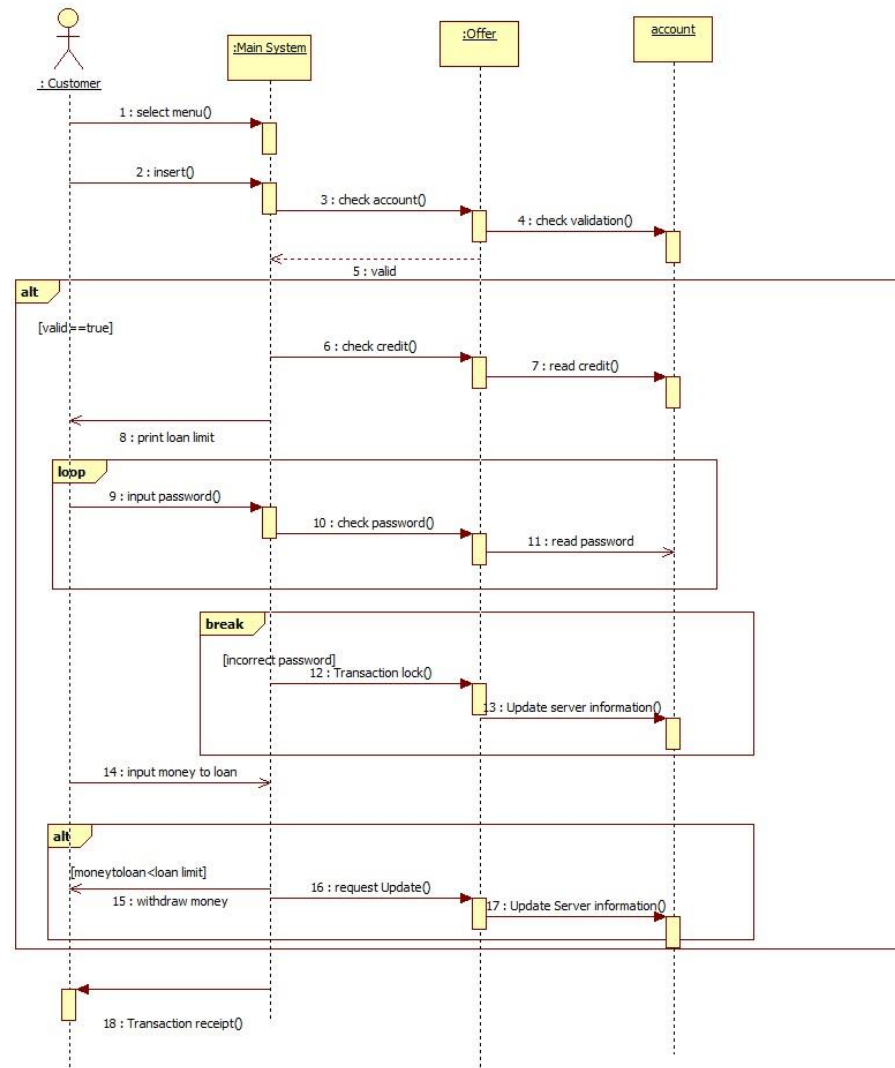 : Customer
:Main System
:Offer
account
1 : select menu()
2 : insert()
3 : check account()
4 : check validation()
5 : valid
alt
[valid==true]
6 : check credit()
7 : read credit()
8 : print loan limit
loop
9 : input password()
10 : check password()
11 : read password
break
[incorrect password]
12 : Transaction lock()
13 : Update server information()
14 : input money to loan
alt
[moneytoloan<loan limit]
15 : withdraw money
16 : request Update()
17 : Update Server information()
18 : Transaction receipt()